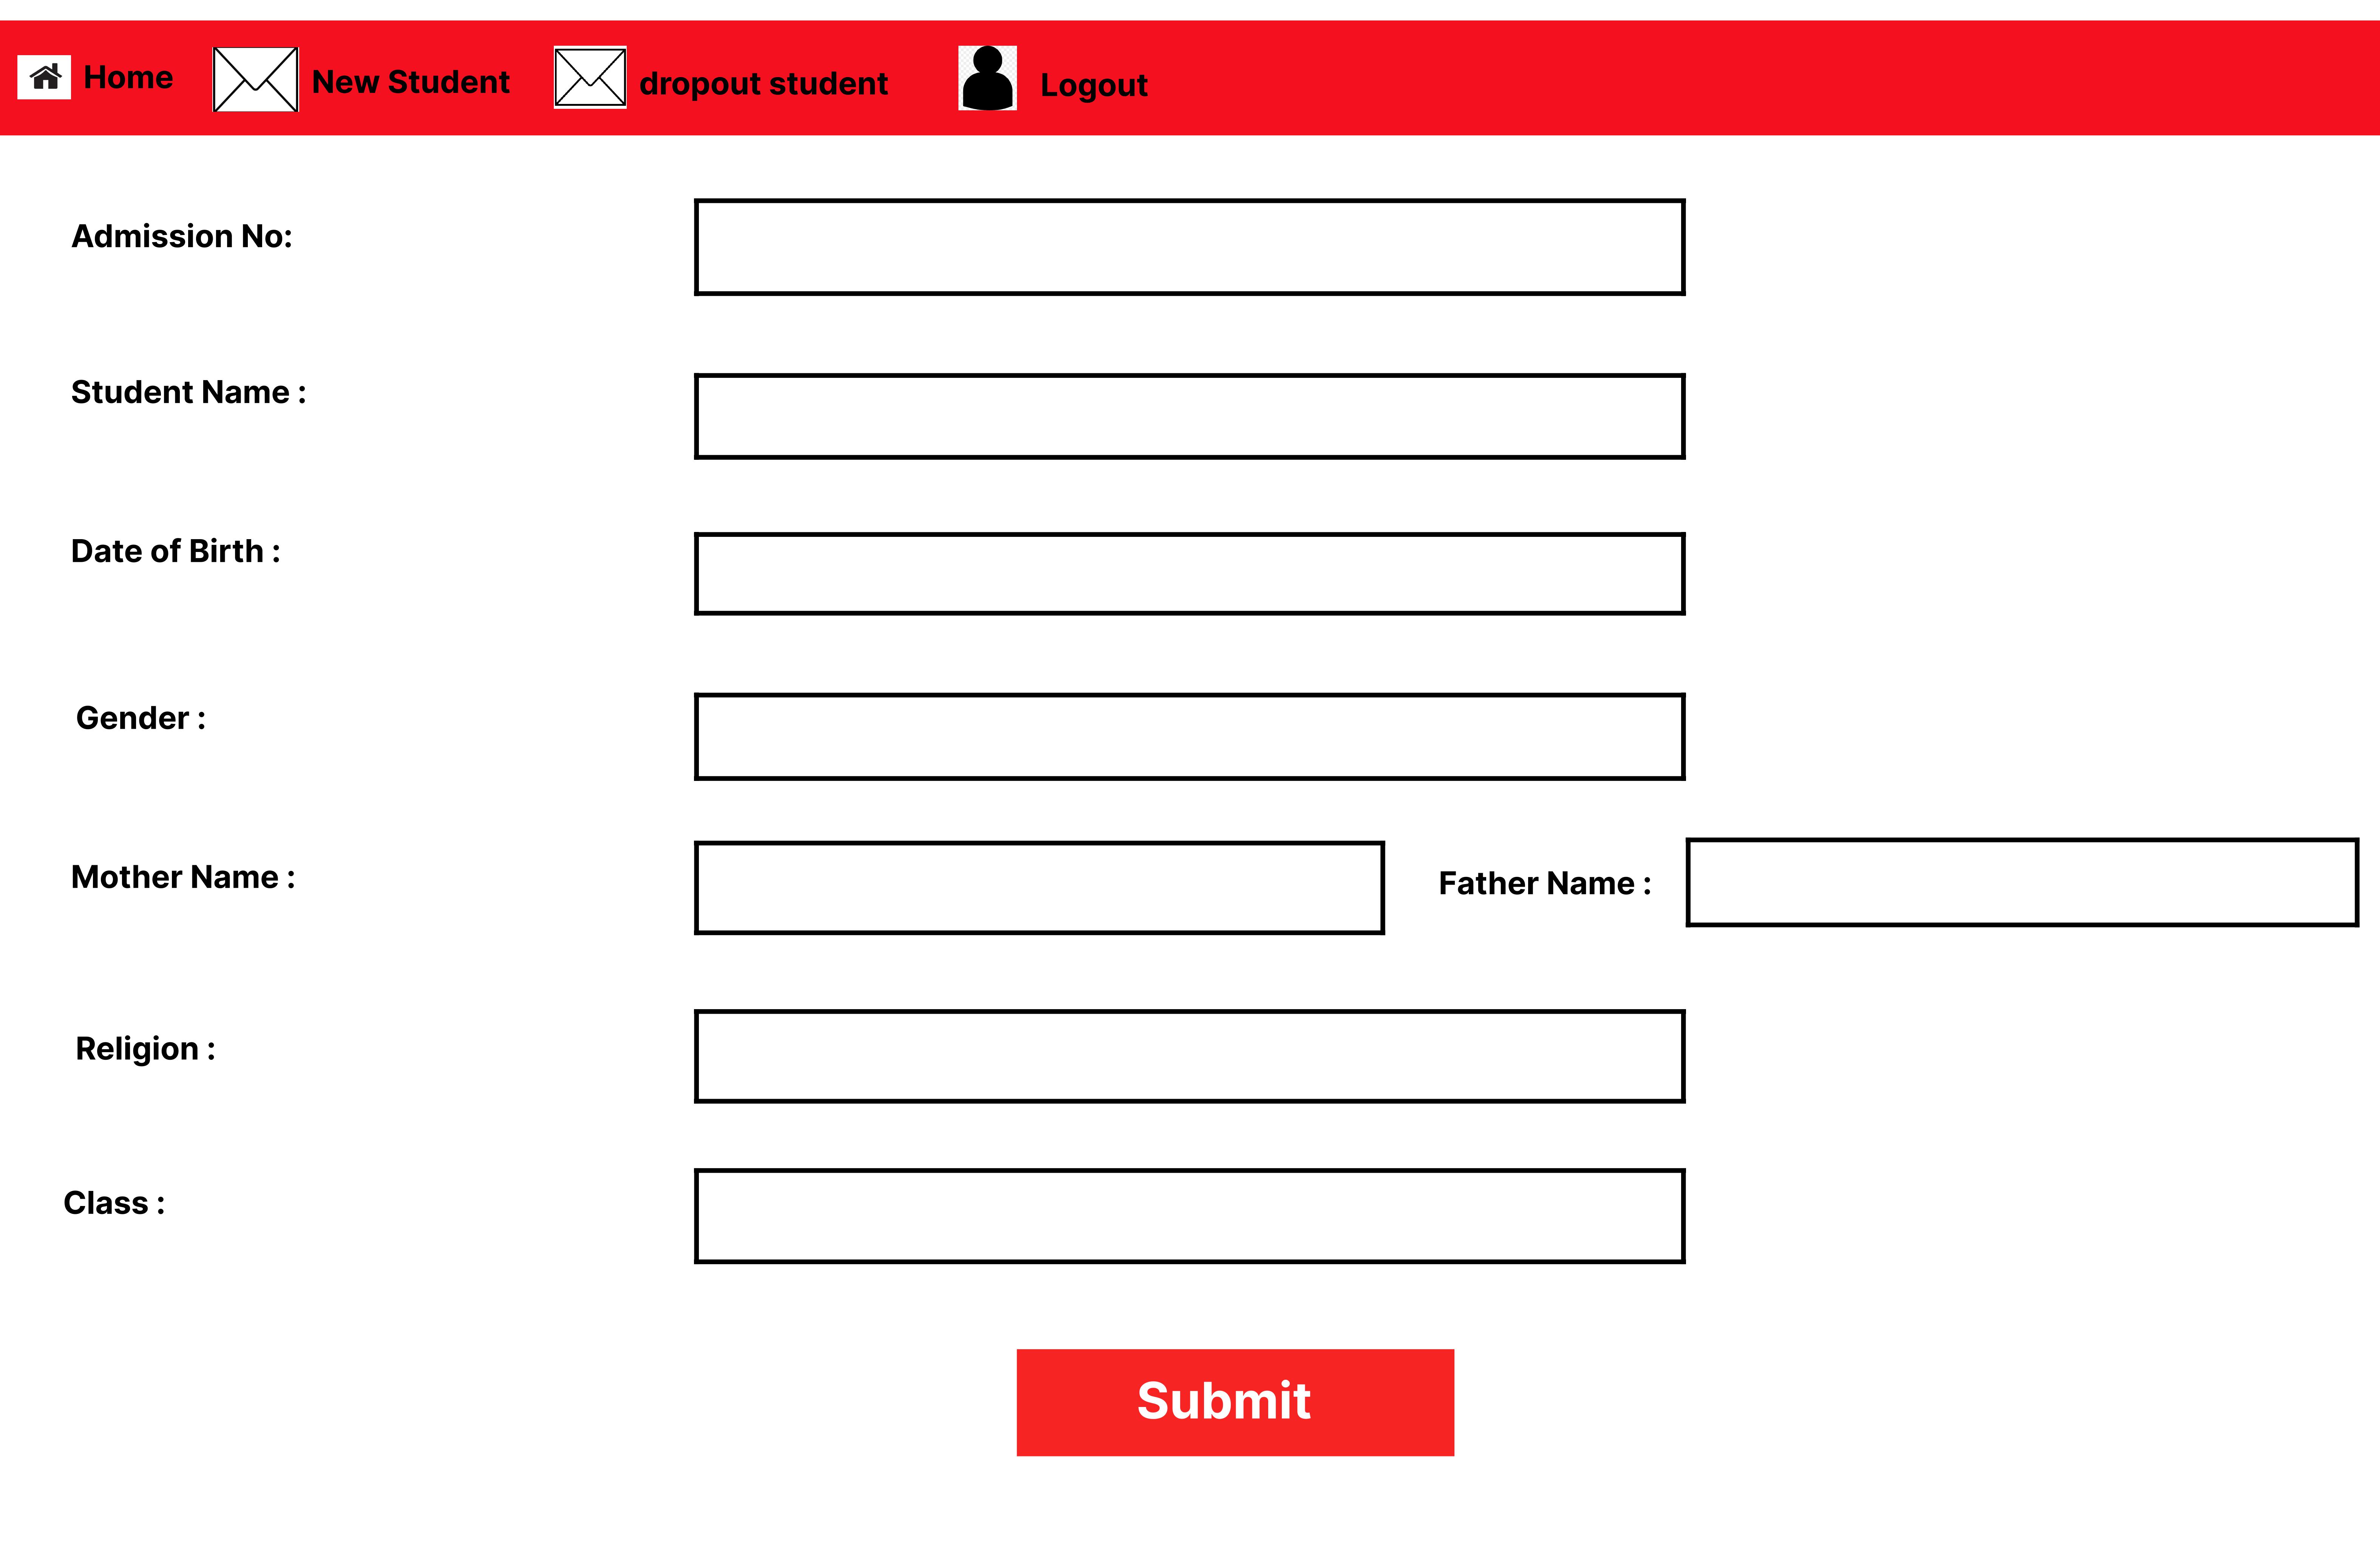 Home New Student dropout student Logout
Admission No:
Student Name :
Date of Birth :
Gender :
Mother Name : Father Name :
Religion :
Class :
Submit